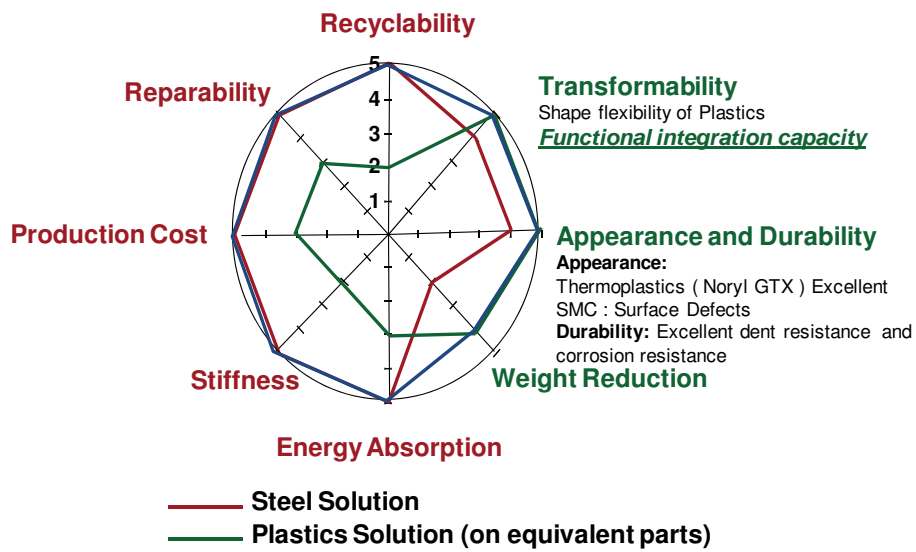 Recyclability
5
4
3
2
1
Reparability
Transformability
Shape flexibility of Plastics
Functional integration capacity
Production Cost
Appearance and Durability
Appearance:
Thermoplastics ( Noryl GTX ) Excellent
SMC : Surface Defects
Durability: Excellent dent resistance and
corrosion resistance
Stiffness
Weight Reduction
Energy Absorption
Steel Solution
Plastics Solution (on equivalent parts)